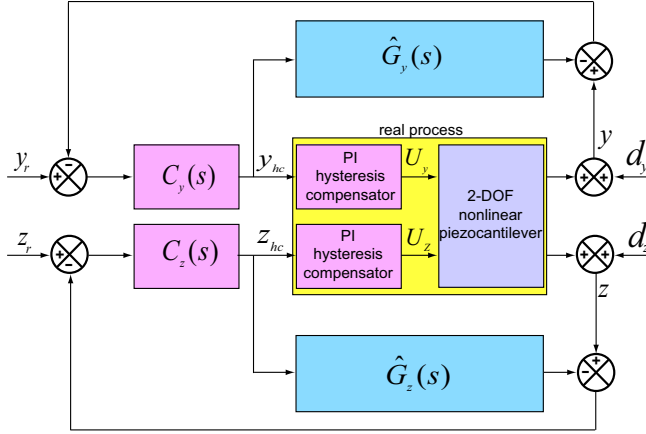 Ĝ_y(s)
- +
real process
y
-
y_r
+ +
C_y(s)
y_hc
PI
hysteresis
compensator
U_y
2-DOF
nonlinear
piezocantilever
+ +
d_y
z_r
+ +
-
C_z(s)
z_hc
PI
hysteresis
compensator
U_Z
+ +
d_z
z
Ĝ_z(s)
- +